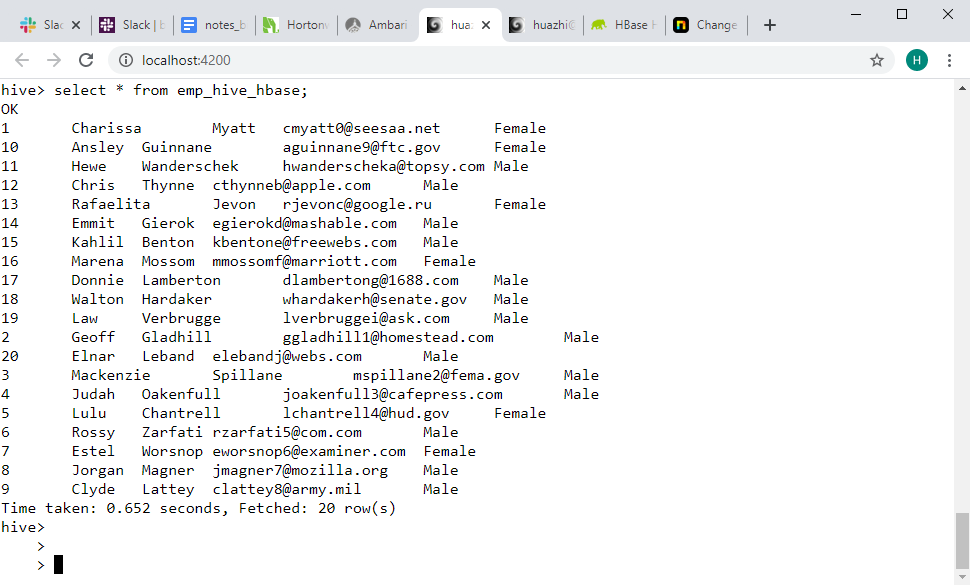 Slac
Slack | b
notes_b
Hortonw
Ambari
huaz
huazhi@
HBase H
Change
localhost:4200
H
hive> select * from emp_hive_hbase;
OK
1 Charissa Myatt cmyatt0@seesaa.net Female
10 Ansley Guinnane aguinnane9@ftc.gov Female
11 Hewe Wanderschek hwanderscheka@topsy.com Male
12 Chris Thynne cthynneb@apple.com Male
13 Rafaelita Jevon rjevonc@google.ru Female
14 Emmit Gierok egierokd@mashable.com Male
15 Kahlil Benton kbentone@freewebs.com Male
16 Marena Mossom mmossomf@marriott.com Female
17 Donnie Lamberton dlambertong@1688.com Male
18 Walton Hardaker whardakerh@senate.gov Male
19 Law Verbrugge lverbruggei@ask.com Male
2 Geoff Gladhill ggladhill1@homestead.com Male
20 Elnar Leband elebandj@webs.com Male
3 Mackenzie Spillane mspillane2@fema.gov Male
4 Judah Oakenfull joakenfull3@cafepress.com Male
5 Lulu Chantrell lchantrell4@hud.gov Female
6 Rossy Zarfati rzarfati5@com.com Male
7 Estel Worsnop eworsnop6@examiner.com Female
8 Jorgan Magner jmagner7@mozilla.org Male
9 Clyde Lattey clattey8@army.mil Male
Time taken: 0.652 seconds, Fetched: 20 row(s)
hive>
>
>